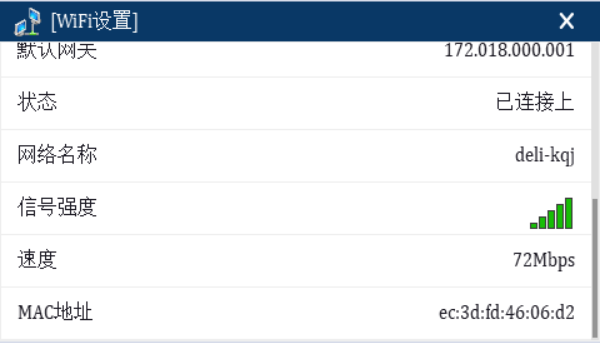 [WiFi设置]
默认网关 172.018.000.001
状态 已连接上
网络名称 deli-kqj
信号强度
速度 72Mbps
MAC地址 ec:3d:fd:46:06:d2